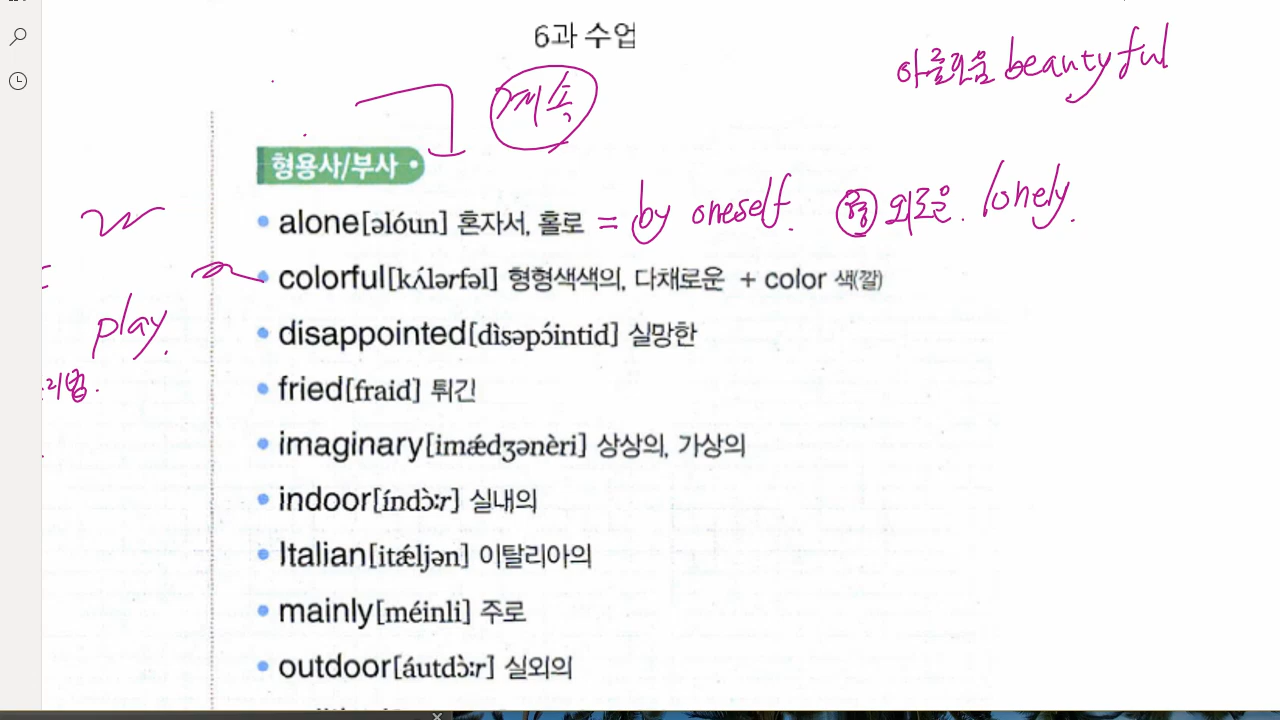 6과 수업
아름다움 beautyful
계속
형용사/부사
alone[əlóun] 혼자서, 홀로 = by oneself. 형 외로운. lonely.
colorful[kʌ́lərfəl] 형형색색의, 다채로운 + color 색(깔)
play.
disappointed[dìsəpɔ́intid] 실망한
fried[fraid] 튀긴
imaginary[imǽdʒənèri] 상상의, 가상의
indoor[índɔ̀ːr] 실내의
Italian[itǽljən] 이탈리아의
mainly[méinli] 주로
outdoor[áutdɔ̀ːr] 실외의